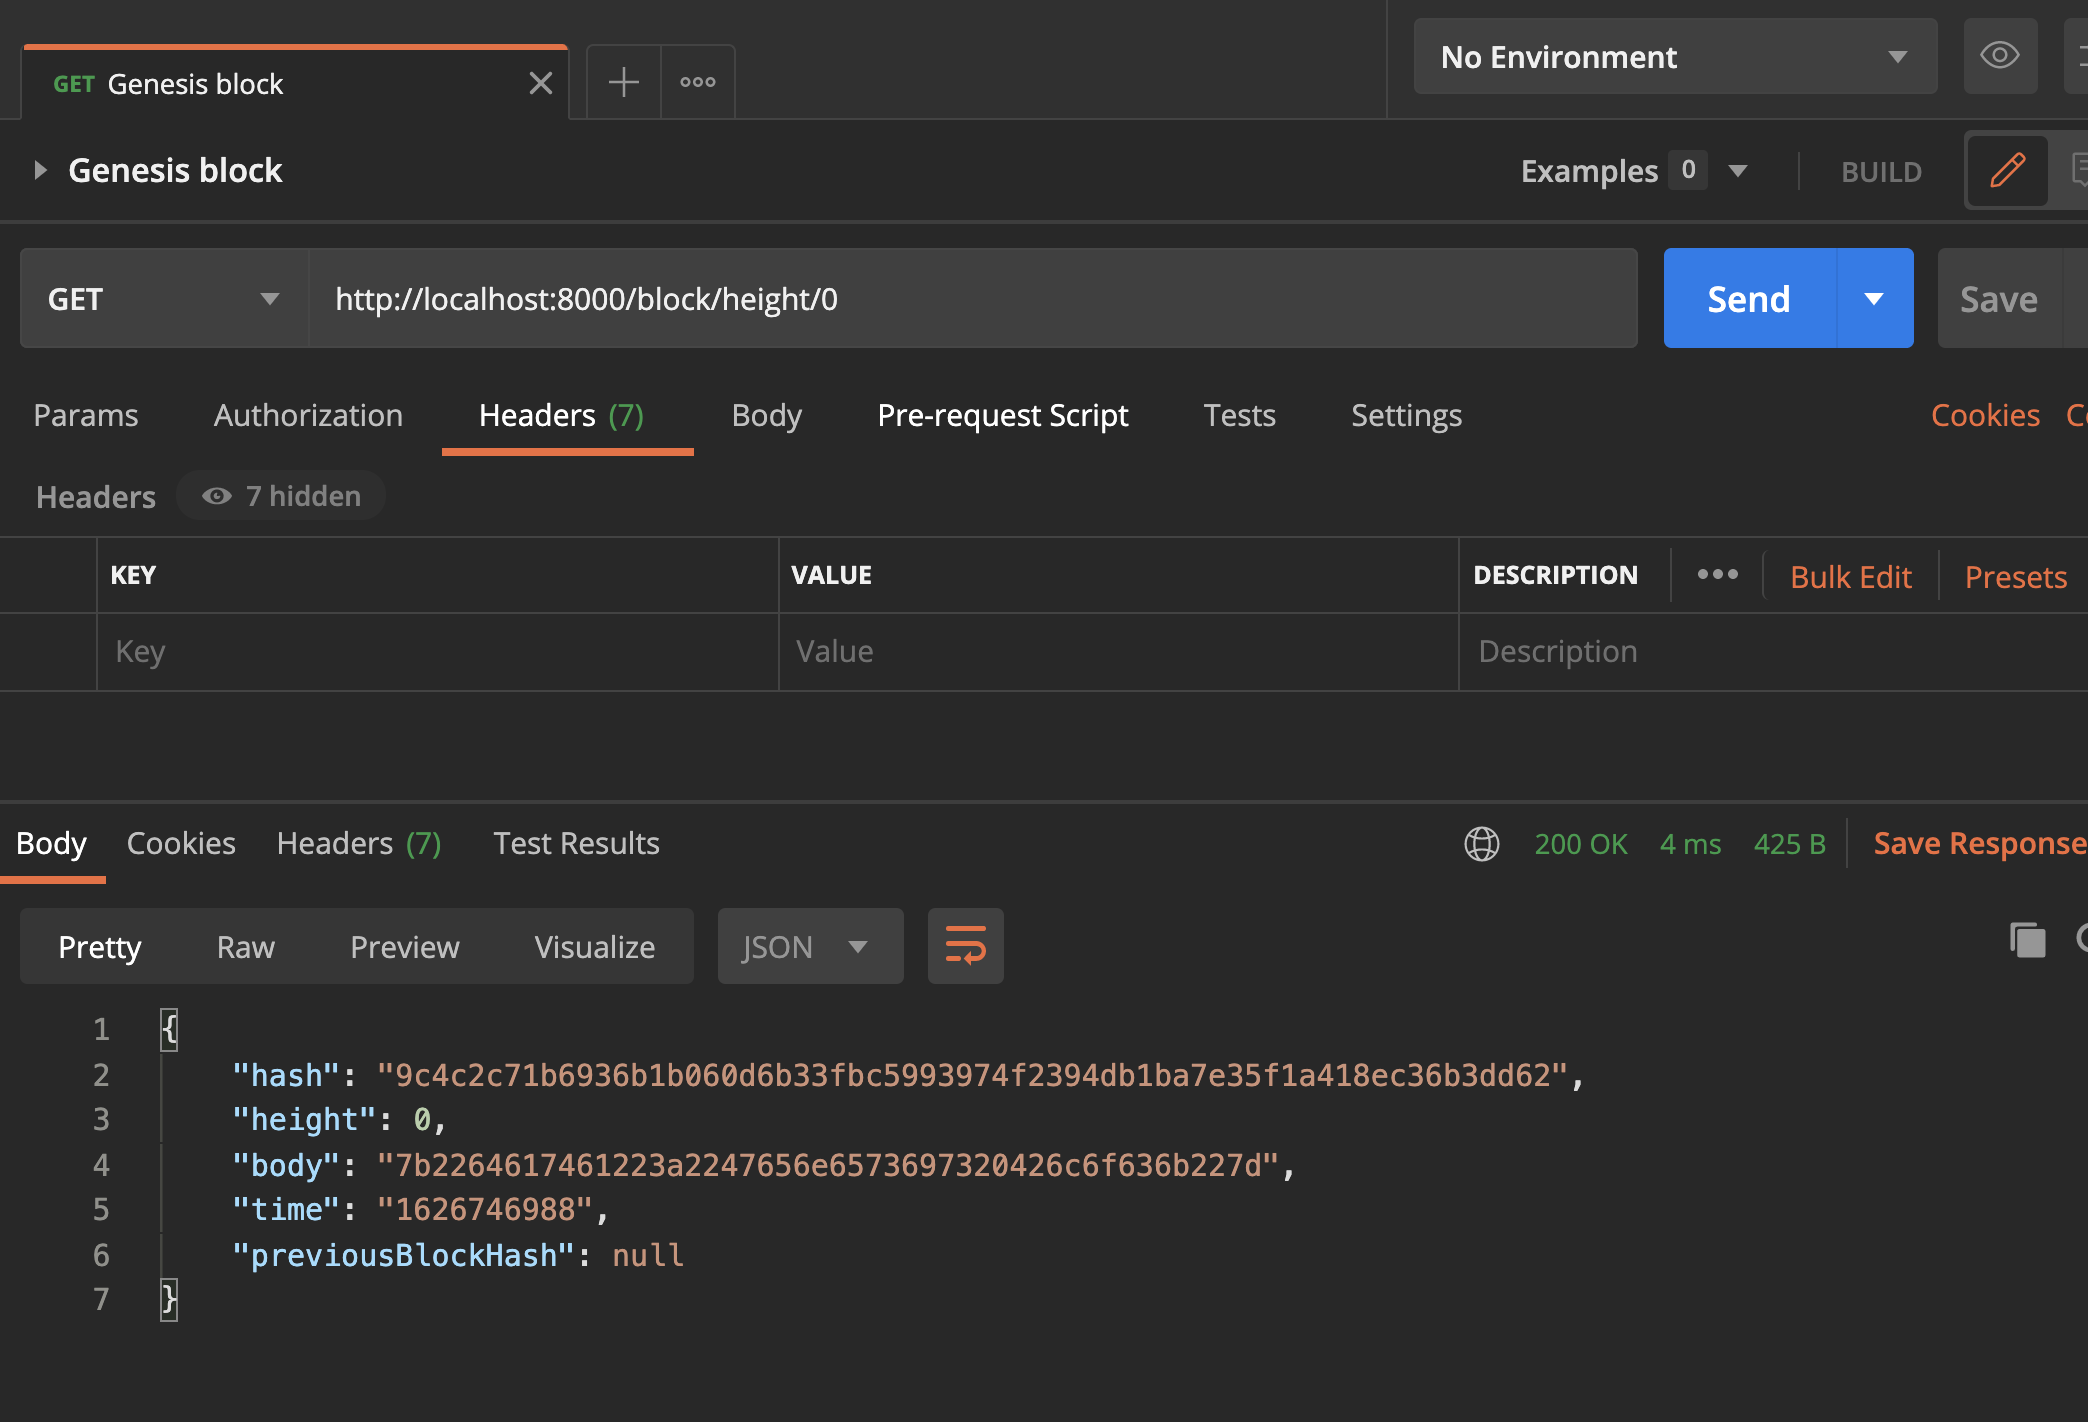 GET Genesis block
No Environment
Genesis block
Examples 0
BUILD
GET http://localhost:8000/block/height/0 Send Save
Params Authorization Headers (7) Body Pre-request Script Tests Settings Cookies
Headers 7 hidden
KEY VALUE DESCRIPTION Bulk Edit Presets
Key Value Description
Body Cookies Headers (7) Test Results 200 OK 4 ms 425 B Save Response
Pretty Raw Preview Visualize JSON
1 {
2 "hash": "9c4c2c71b6936b1b060d6b33fbc5993974f2394db1ba7e35f1a418ec36b3dd62",
3 "height": 0,
4 "body": "7b2264617461223a2247656e6573697320426c6f636b227d",
5 "time": "1626746988",
6 "previousBlockHash": null
7 }